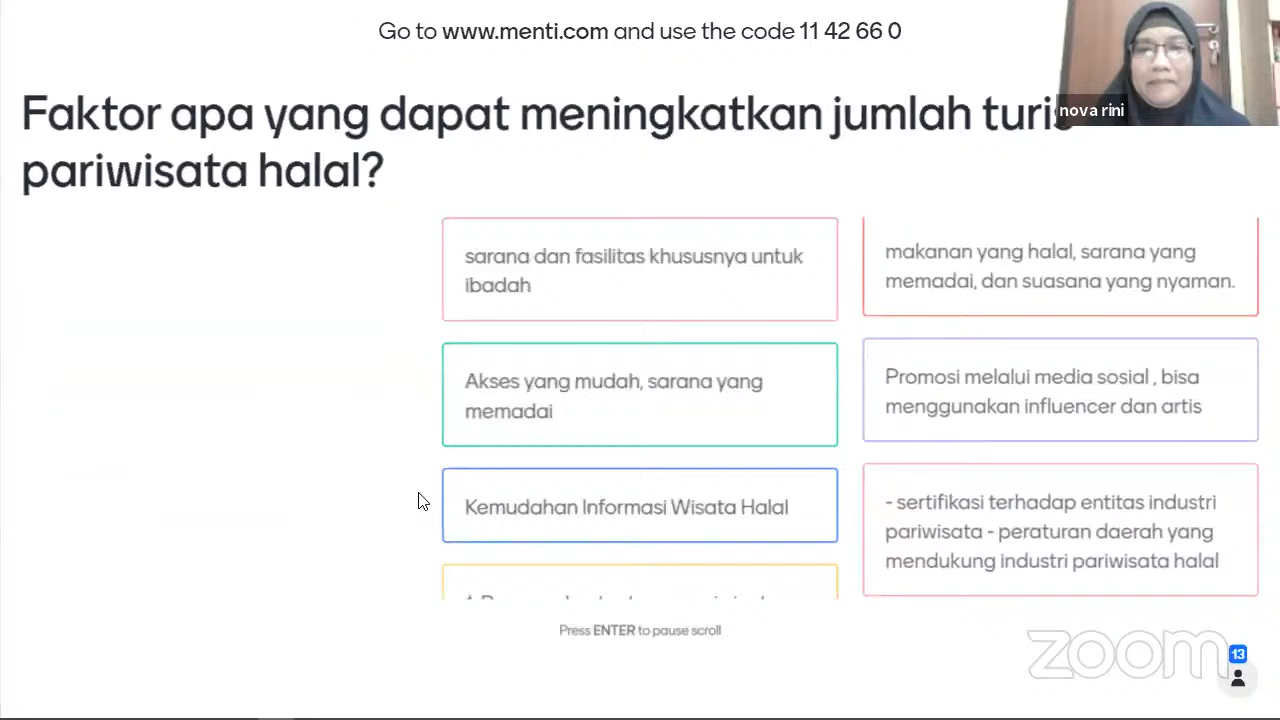 Go to www.menti.com and use the code 11 42 66 0
nova rini
Faktor apa yang dapat meningkatkan jumlah turis
pariwisata halal?
sarana dan fasilitas khususnya untuk
ibadah
Akses yang mudah, sarana yang
memadai
Kemudahan Informasi Wisata Halal
makanan yang halal, sarana yang
memadai, dan suasana yang nyaman.
Promosi melalui media sosial , bisa
menggunakan influencer dan artis
- sertifikasi terhadap entitas industri
pariwisata - peraturan daerah yang
mendukung industri pariwisata halal
Press ENTER to pause scroll
zoom
13